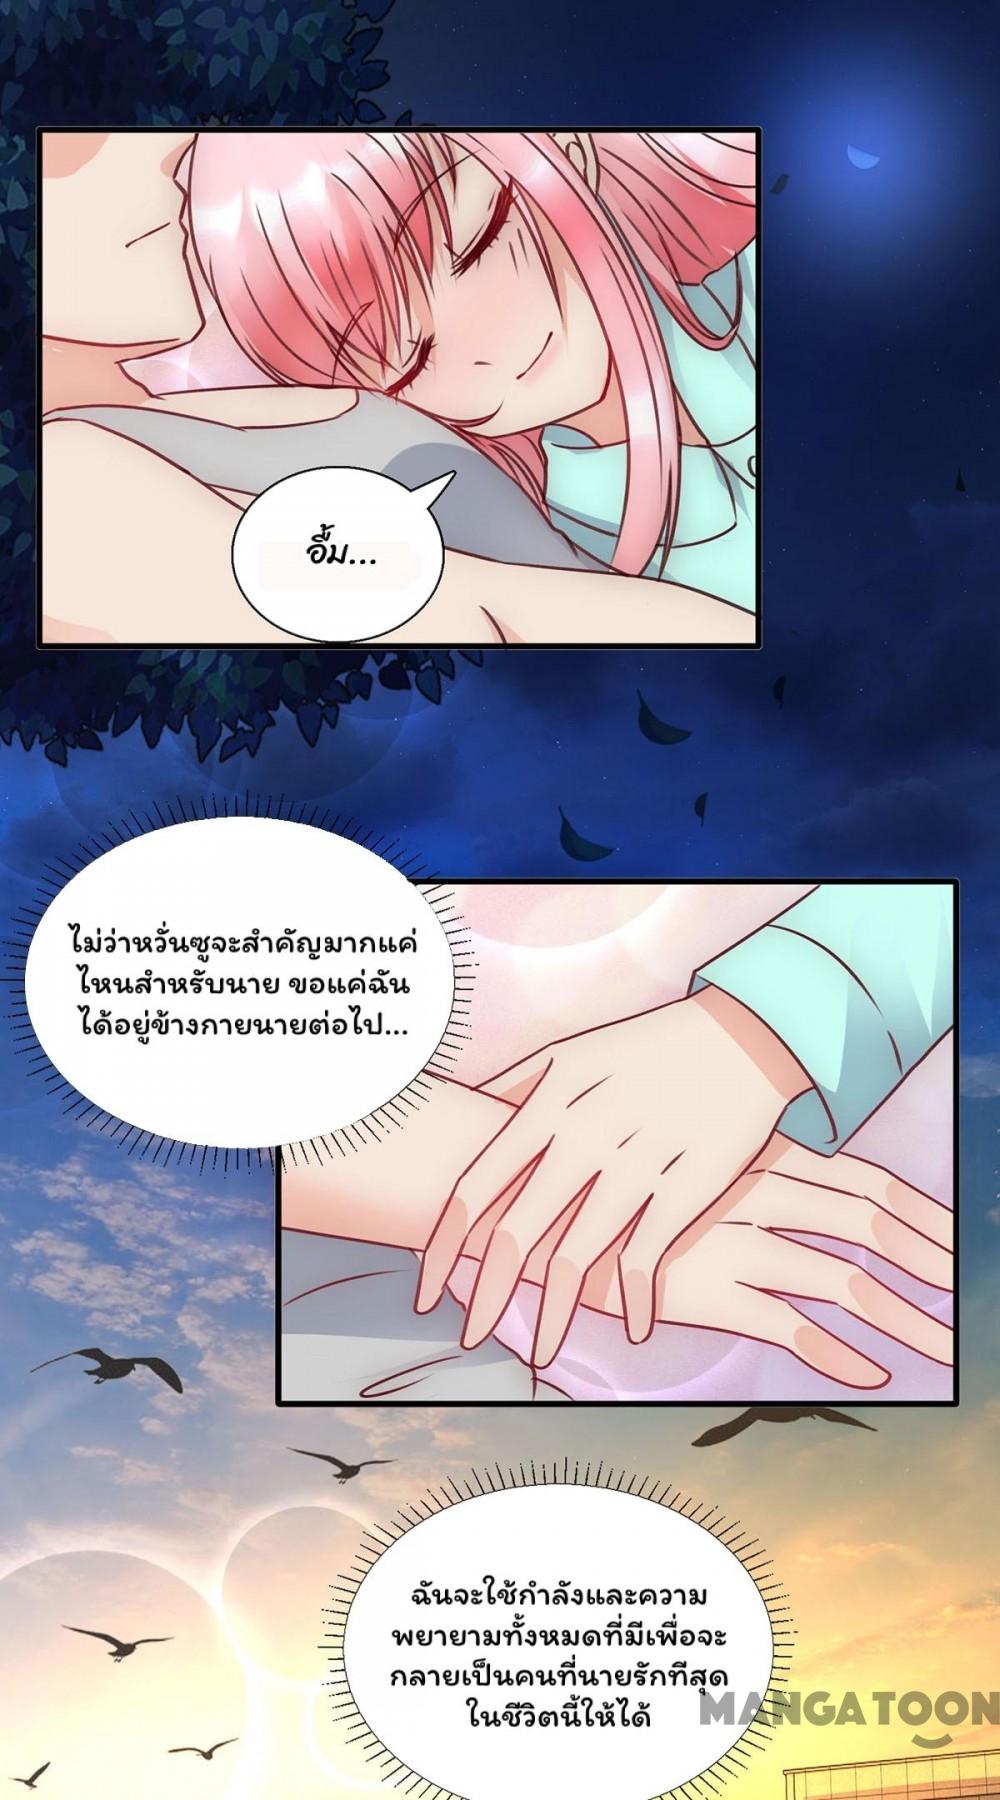 อื้ม...
ไม่ว่าหวั่นซูจะสำคัญมากแค่
ไหนสำหรับนาย ขอแค่ฉัน
ได้อยู่ข้างกายนายต่อไป...
ฉันจะใช้กำลังและความ
พยายามทั้งหมดที่มีเพื่อจะ
กลายเป็นคนที่นายรักทีสุด
ในชีวิตนี้ให้ได้
MANGATOON